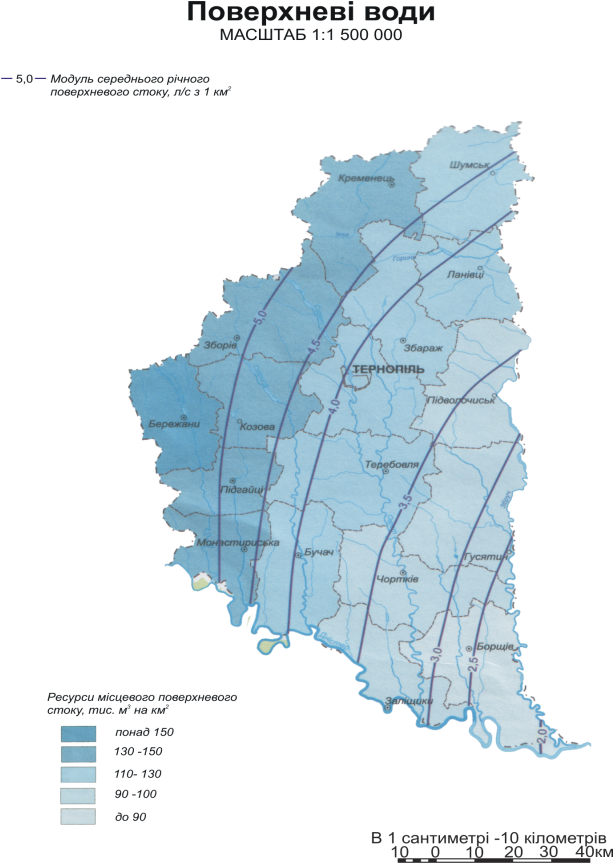 Поверхневі води
МАСШТАБ 1:1 500 000
5,0 Модуль середнього річного
поверхневого стоку, л/с з 1 км²
Шумськ
Кременець
Горинь
Ланівці
5,0
4,5
Зборів
Збараж
ТЕРНОПІЛЬ
4,0
Підволочиськ
Бережани
Козова
Теребовля
Підгайці
3,5
Монастириська
Бучач
Гусятин
Чортків
Борщів
3,0
2,5
Заліщики
2,0
Ресурси місцевого поверхневого
стоку, тис. м³ на км²
понад 150
130 -150
110- 130
90 -100
до 90
В 1 сантиметрі -10 кілометрів
10 0 10 20 30 40км